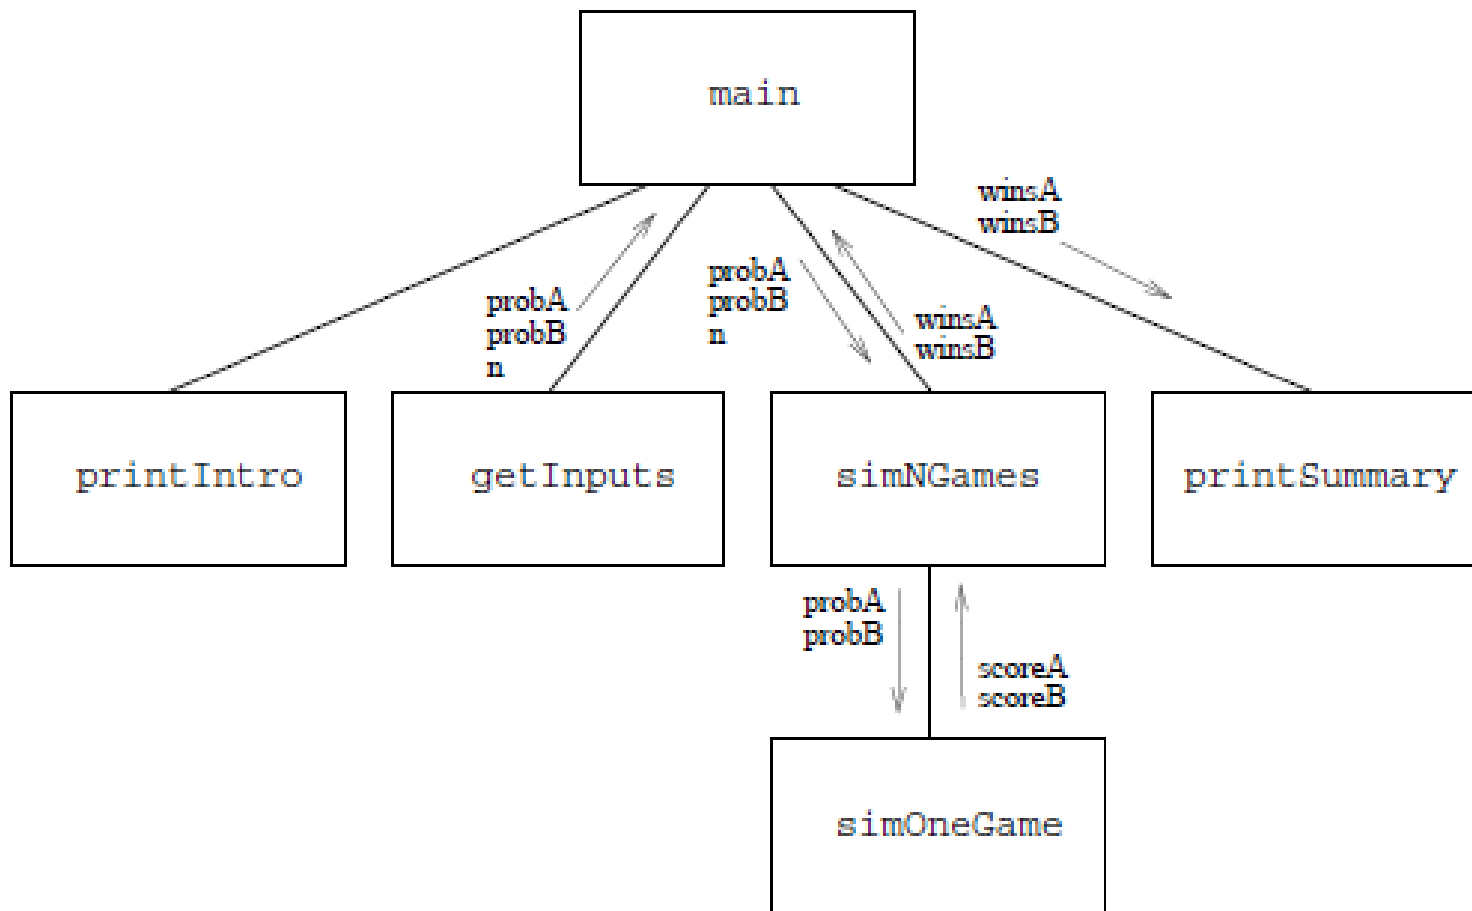 main
winsA
winsB
probA
probB
n
probA
probB
n
winsA
winsB
printIntro
getInputs
simNGames
printSummary
probA
probB
scoreA
scoreB
simOneGame